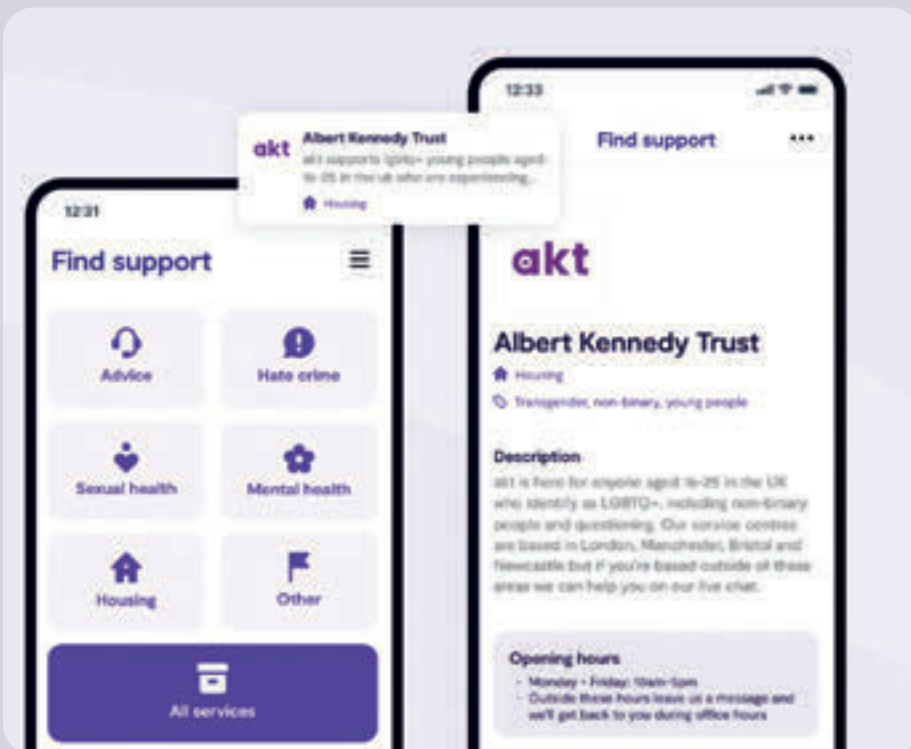 12:31
Find support
Advice
Hate crime
Sexual health
Mental health
Housing
Other
All services
akt
Albert Kennedy Trust
akt supports lgbtq+ young people aged
16-25 in the uk who are experiencing...
Housing
12:33
Find support
akt
Albert Kennedy Trust
Housing
Transgender, non-binary, young people
Description
akt is here for anyone aged 16-25 in the UK
who identify as LGBTQ+, including non-binary
people and questioning. Our service centres
are based in London, Manchester, Bristol and
Newcastle but if you're based outside of these
areas we can help you on our live chat.
Opening hours
- Monday - Friday: 10am-5pm
- Outside these hours leave us a message and
we'll get back to you during office hours